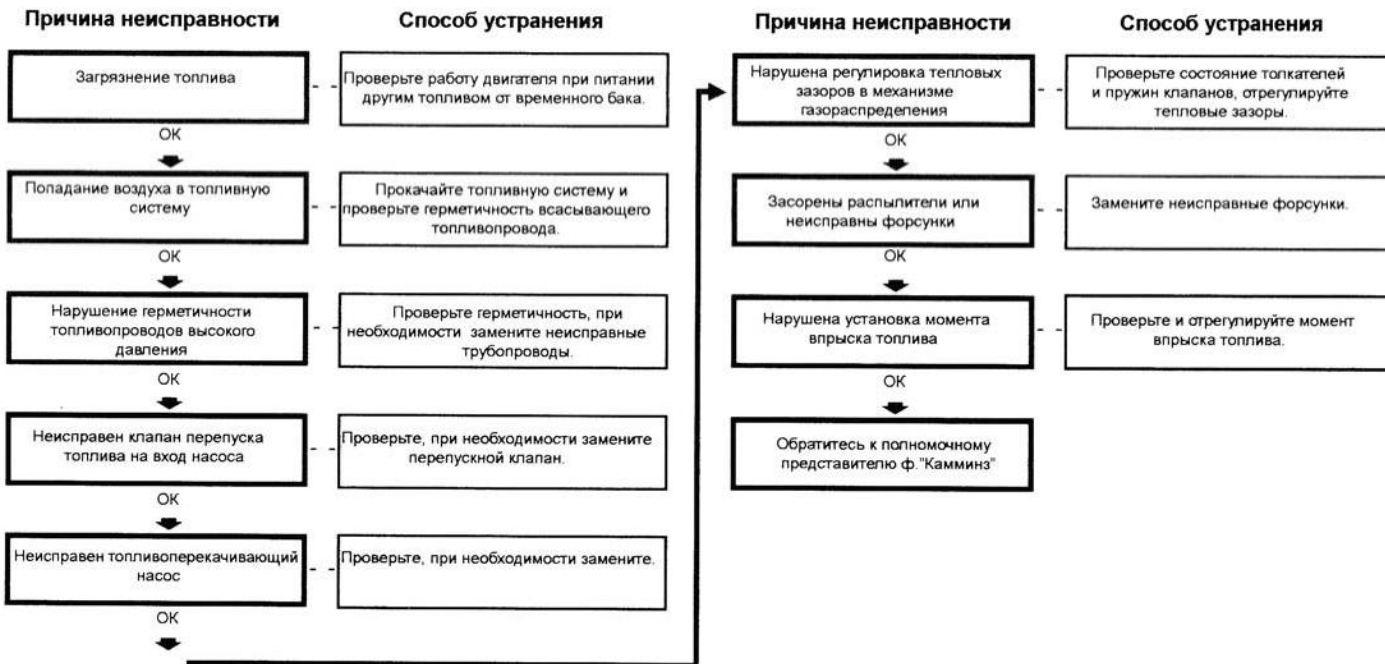 Причина неисправности
Способ устранения
Загрязнение топлива
Проверьте работу двигателя при питании
другим топливом от временного бака.
ОК
Попадание воздуха в топливную
систему
Прокачайте топливную систему и
проверьте герметичность всасывающего
топливопровода.
ОК
Нарушение герметичности
топливопроводов высокого
давления
Проверьте герметичность, при
необходимости замените неисправные
трубопроводы.
ОК
Неисправен клапан перепуска
топлива на вход насоса
Проверьте, при необходимости замените
перепускной клапан.
ОК
Неисправен топливоперекачивающий
насос
Проверьте, при необходимости замените.
ОК
Причина неисправности
Способ устранения
Нарушена регулировка тепловых
зазоров в механизме
газораспределения
Проверьте состояние толкателей
и пружин клапанов, отрегулируйте
тепловые зазоры.
ОК
Засорены распылители или
неисправны форсунки
Замените неисправные форсунки.
ОК
Нарушена установка момента
впрыска топлива
Проверьте и отрегулируйте момент
впрыска топлива.
ОК
Обратитесь к полномочному
представителю ф."Камминз"